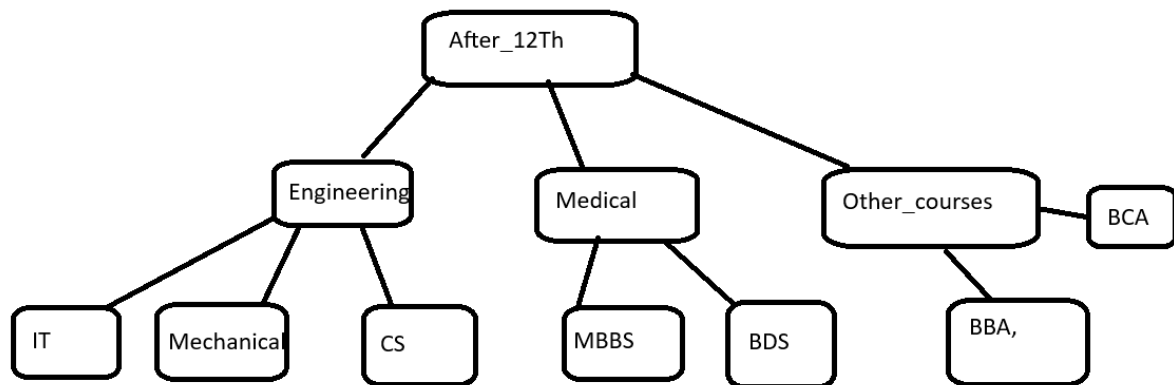 After_12Th
Engineering
Medical
Other_courses
BCA
IT
Mechanical
CS
MBBS
BDS
BBA,